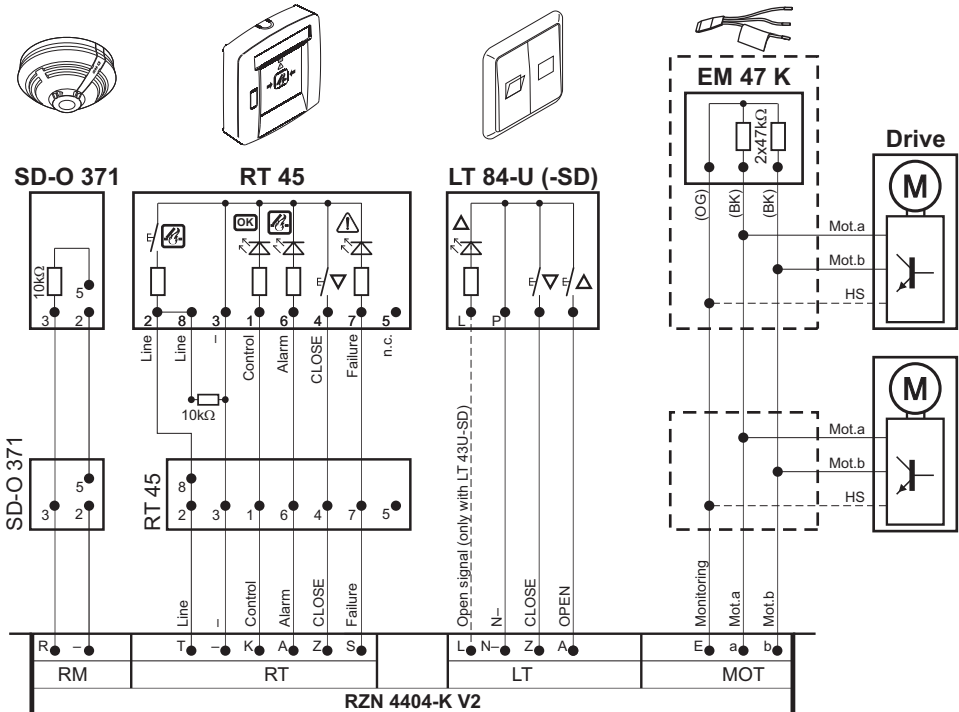 EM 47 K
2x47kΩ
Drive
SD-O 371
RT 45
LT 84-U (-SD)
M
(OG)
(BK)
(BK)
Mot.a
Mot.b
HS
OK
10kΩ
5
3
2
2
8
3
1
6
4
7
5
L
P
Line
Line
–
Control
Alarm
CLOSE
Failure
n.c.
10kΩ
M
Mot.a
Mot.b
HS
SD-O 371
5
3
2
RT 45
8
2
3
1
6
4
7
5
Line
–
Control
Alarm
CLOSE
Failure
Open signal (only with LT 43U-SD)
N–
CLOSE
OPEN
Monitoring
Mot.a
Mot.b
R
–
T
–
K
A
Z
S
L
N–
Z
A
E
a
b
RM
RT
LT
MOT
RZN 4404-K V2